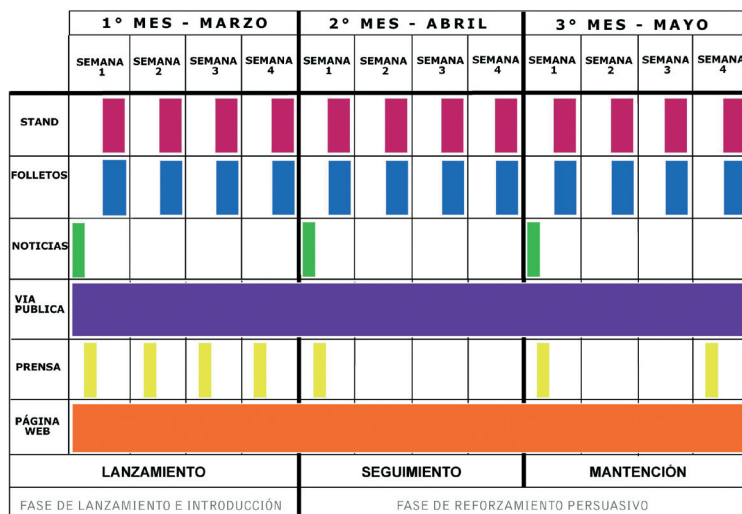 1° MES - MARZO
2° MES - ABRIL
3° MES - MAYO
SEMANA 1
SEMANA 2
SEMANA 3
SEMANA 4
SEMANA 1
SEMANA 2
SEMANA 3
SEMANA 4
SEMANA 1
SEMANA 2
SEMANA 3
SEMANA 4
STAND
FOLLETOS
NOTICIAS
VIA
PUBLICA
PRENSA
PÁGINA
WEB
LANZAMIENTO
SEGUIMIENTO
MANTENCIÓN
FASE DE LANZAMIENTO E INTRODUCCIÓN
FASE DE REFORZAMIENTO PERSUASIVO